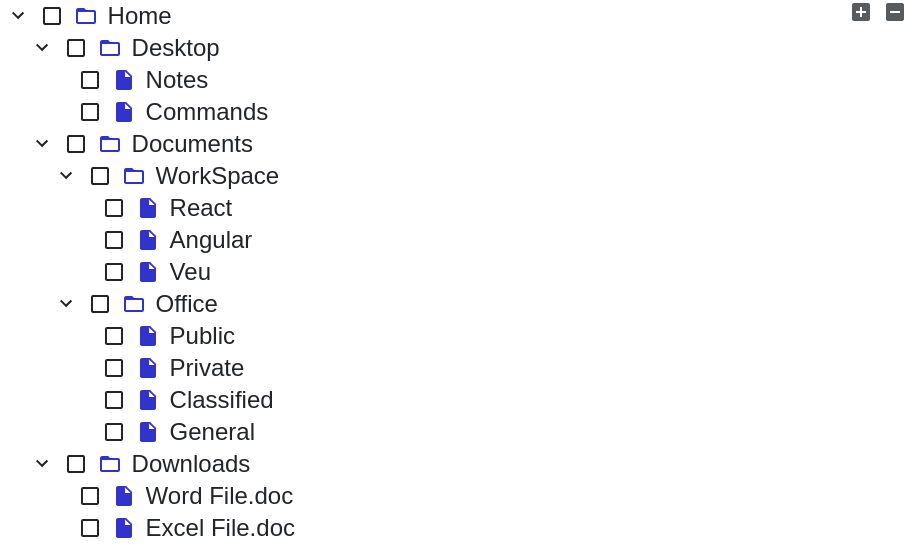 Home
Desktop
Notes
Commands
Documents
WorkSpace
React
Angular
Veu
Office
Public
Private
Classified
General
Downloads
Word File.doc
Excel File.doc